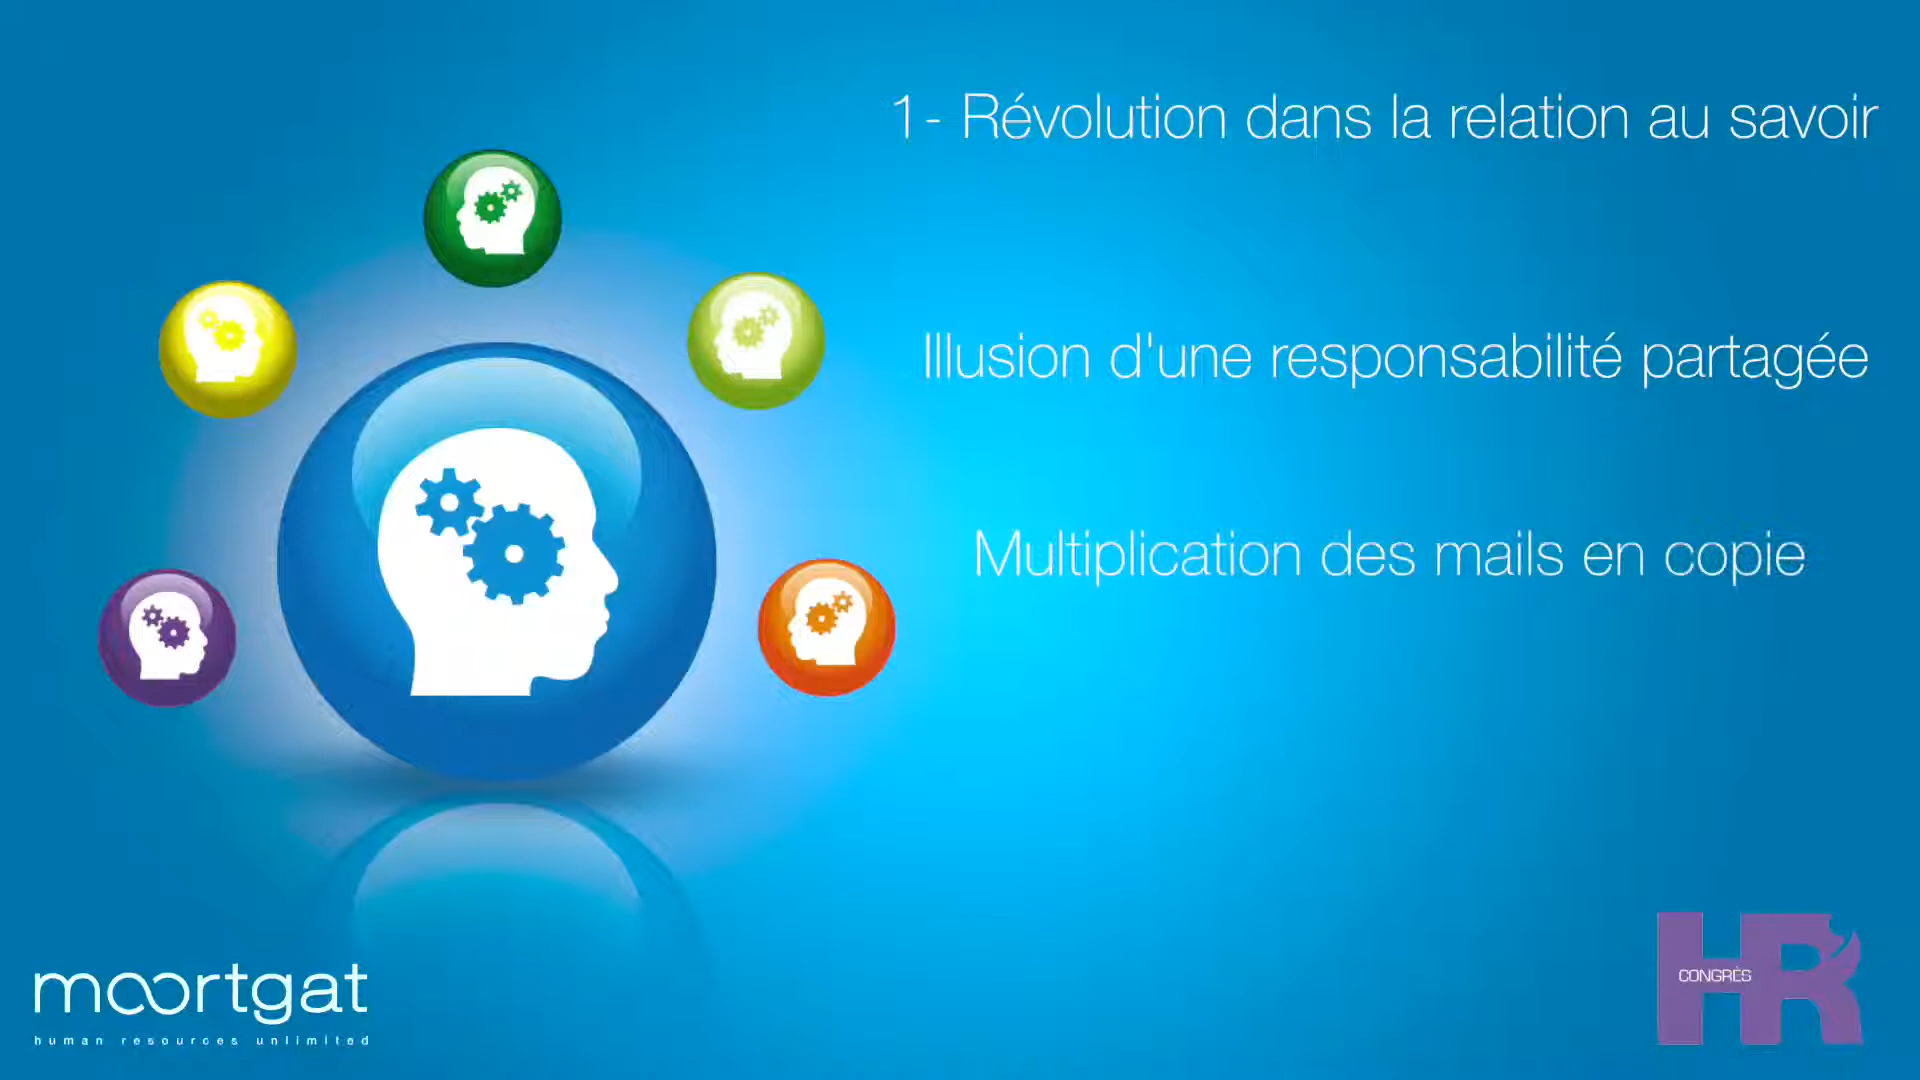 1- Révolution dans la relation au savoir
Illusion d'une responsabilité partagée
Multiplication des mails en copie
moortgat
human resources unlimited
HR
CONGRÈS